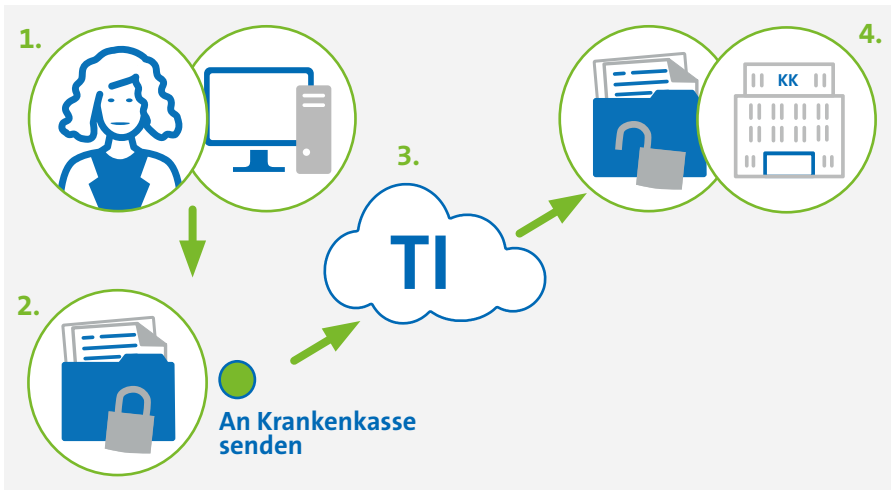 1.
2.
An Krankenkasse
senden
3.
TI
4.
KK